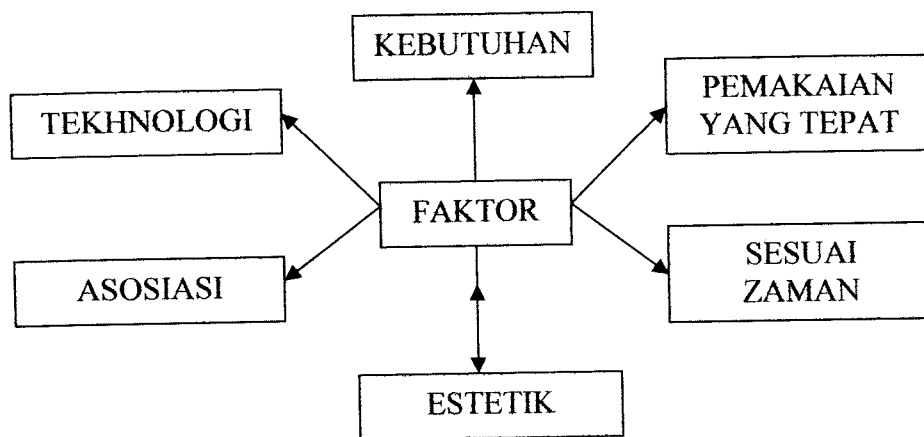 KEBUTUHAN
TEKHNOLOGI
PEMAKAIAN
YANG TEPAT
FAKTOR
ASOSIASI
SESUAI
ZAMAN
ESTETIK